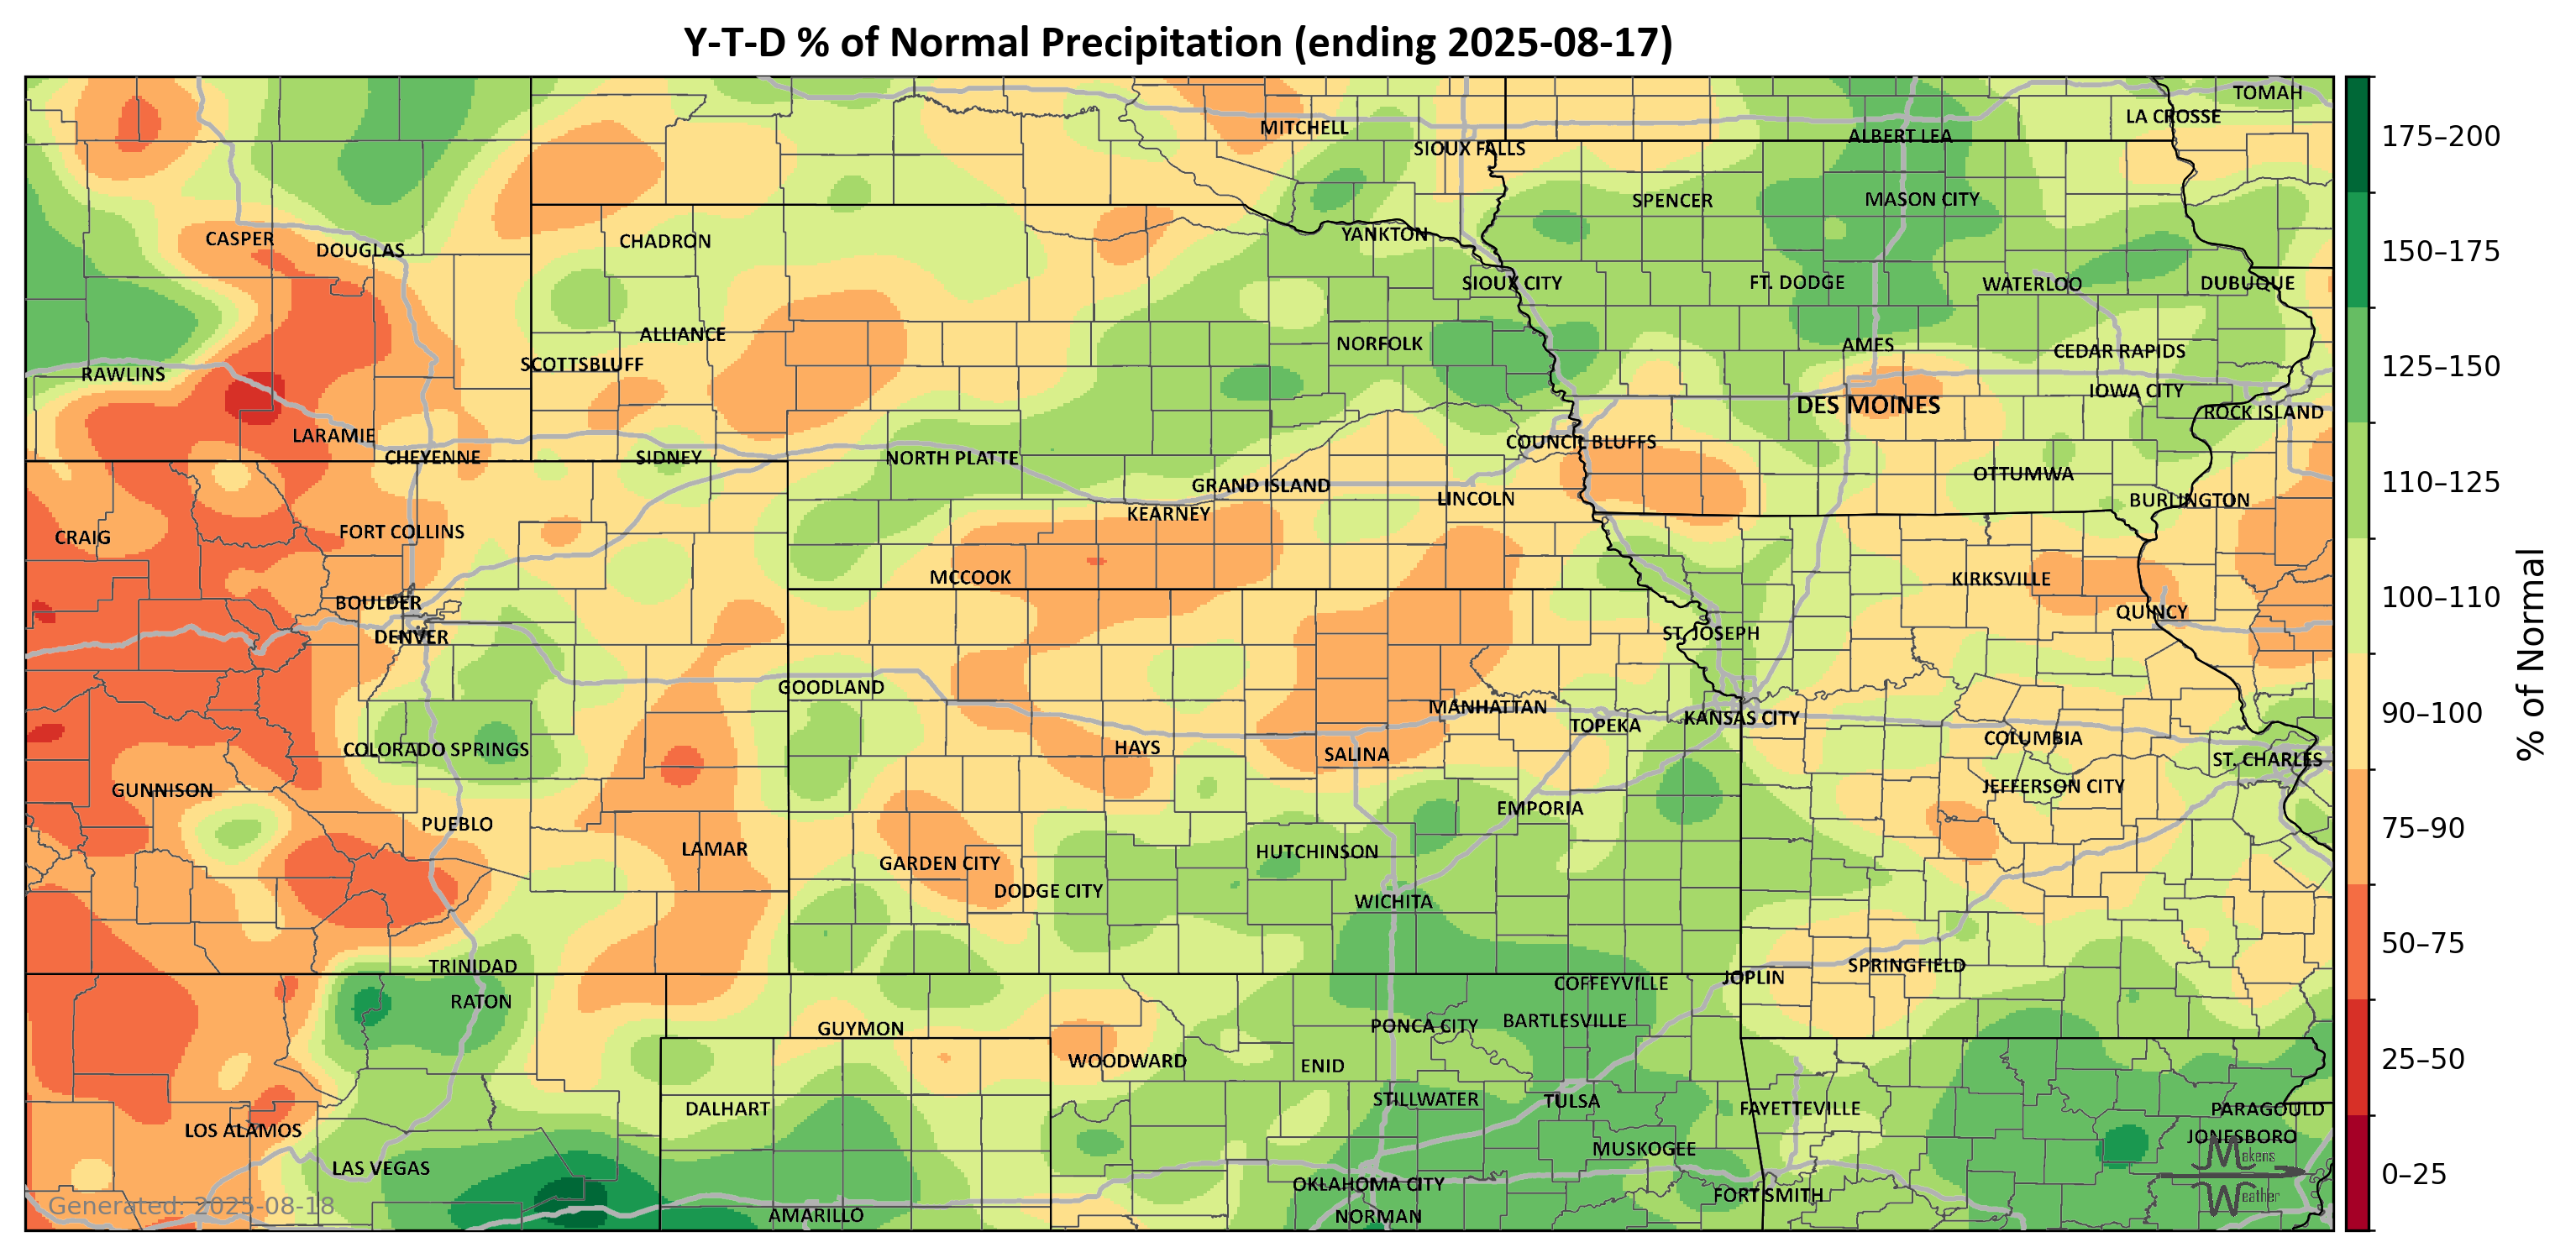 Y-T-D % of Normal Precipitation (ending 2025-08-17)
TOMAH
LA CROSSE
MITCHELL
ALBERT LEA
SIOUX FALLS
SPENCER
MASON CITY
CASPER
DOUGLAS
CHADRON
YANKTON
SIOUX CITY
FT. DODGE
WATERLOO
DUBUQUE
ALLIANCE
NORFOLK
AMES
CEDAR RAPIDS
SCOTTSBLUFF
RAWLINS
IOWA CITY
DES MOINES
ROCK ISLAND
LARAMIE
COUNCIL BLUFFS
CHEYENNE
SIDNEY
NORTH PLATTE
OTTUMWA
GRAND ISLAND
LINCOLN
BURLINGTON
KEARNEY
CRAIG
FORT COLLINS
MCCOOK
KIRKSVILLE
BOULDER
QUINCY
DENVER
ST. JOSEPH
GOODLAND
MANHATTAN
TOPEKA
KANSAS CITY
COLUMBIA
COLORADO SPRINGS
HAYS
SALINA
ST. CHARLES
GUNNISON
JEFFERSON CITY
EMPORIA
PUEBLO
LAMAR
HUTCHINSON
GARDEN CITY
DODGE CITY
WICHITA
TRINIDAD
SPRINGFIELD
JOPLIN
COFFEYVILLE
RATON
GUYMON
PONCA CITY
BARTLESVILLE
WOODWARD
ENID
DALHART
STILLWATER
TULSA
FAYETTEVILLE
PARAGOULD
LOS ALAMOS
JONESBORO
MUSKOGEE
LAS VEGAS
OKLAHOMA CITY
FORT SMITH
AMARILLO
NORMAN
Makens
Weather
Generated: 2025-08-18
175–200
150–175
125–150
110–125
100–110
90–100
75–90
50–75
25–50
0–25
% of Normal